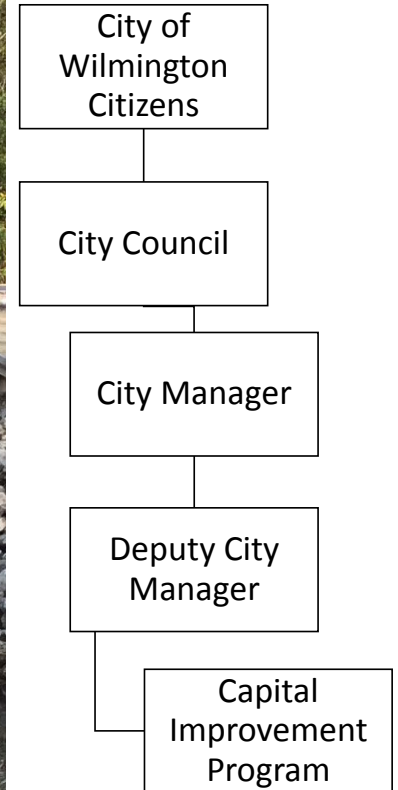 City of
Wilmington
Citizens
City Council
City Manager
Deputy City
Manager
Capital
Improvement
Program